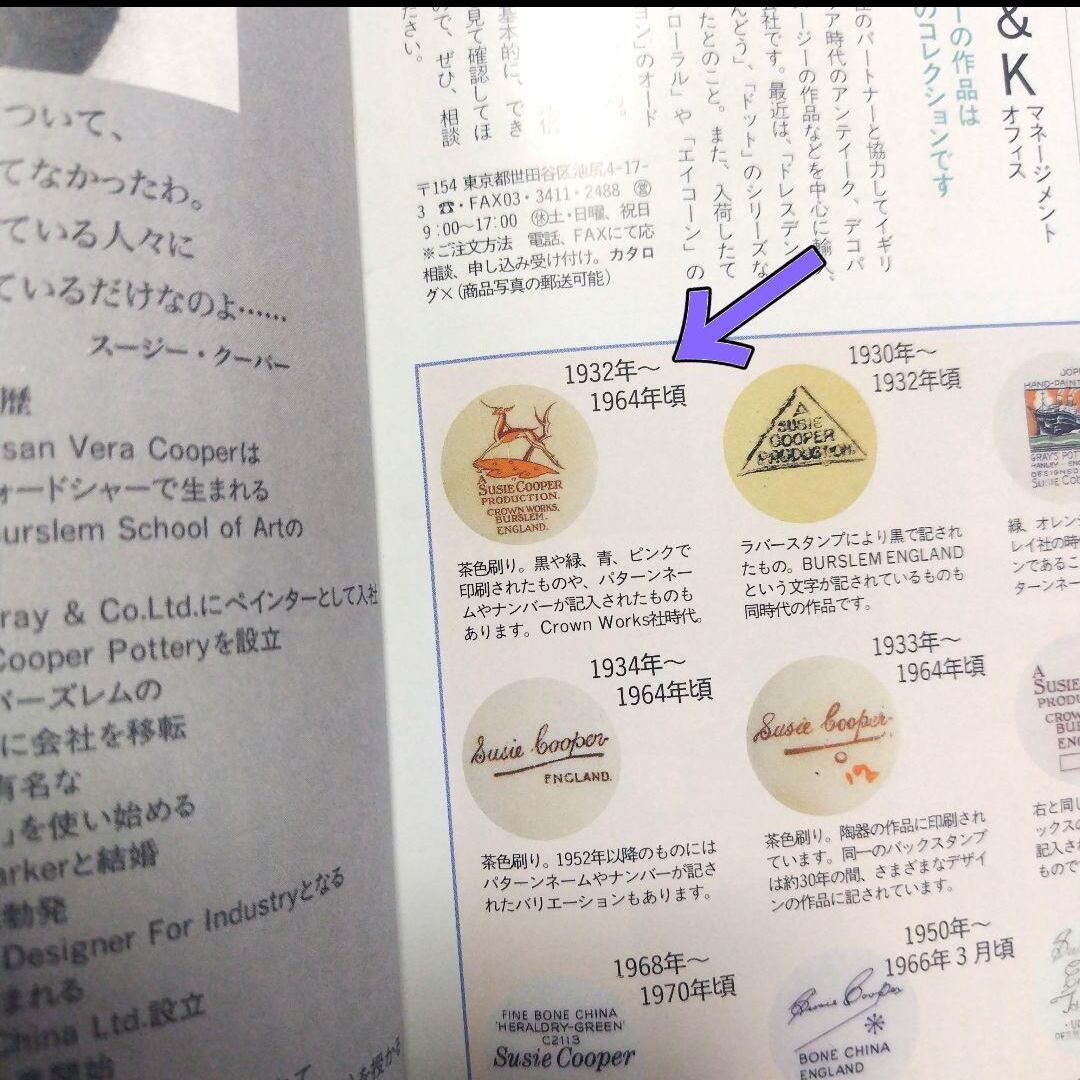 ついて、
てなかったわ。
ている人々に
ているだけなのよ……
スージー・クーパー
歴
san Vera Cooperは
ォードシャーで生まれる
urslem School of Artの
ray & Co.Ltd.にペインターとして入社
Cooper Potteryを設立
バーズレムの
に会社を移転
有名な
」を使い始める
arkerと結婚
動発
Designer For Industryとなる
まれる
China Ltd.設立
& K
マネージメント
オフィス
ーの作品は
のコレクションです
のパートナーと協力してイギリ
ア時代のアンティーク、デコパ
ージーの作品などを中心に輸入、
会社です。最近は、「ドレスデン
んどう」、「ドット」のシリーズな
たとのこと。また、入荷したて
ローラル」や「エイコーン」の
ョン」のオード
基本的に、でき
見て確認してほ
ので、ぜひ、相談
ださい。
〒154 東京都世田谷区池尻4-17-
3 ☎・FAX03・3411・2488 ㊡
9:00〜17:00 ㊡土・日曜、祝日
※ご注文方法 電話、FAXにて応
相談、申し込み受け付け。カタロ
グ×(商品写真の郵送可能)
1932年〜
1964年頃
A
SUSIE COOPER
PRODUCTION.
CROWN WORKS,
BURSLEM,
ENGLAND.
茶色刷り。黒や緑、青、ピンクで
印刷されたものや、パターンネー
ムやナンバーが記入されたものも
あります。Crown Works社時代。
1930年〜
1932年頃
A
SUSIE
COOPER
PRODUCTION.
ラバースタンプにより黒で記され
たもの。BURSLEM ENGLAND
という文字が記されているものも
同時代の作品です。
HAND-PAINT
GRAY'S POTT
HANLEY-ENG
DESIGNED
SUSIE COO
緑、オレン
レイ社の時
ンであるこ
ターンネー
1934年〜
1964年頃
Susie Cooper
ENGLAND.
茶色刷り。1952年以降のものには
パターンネームやナンバーが記さ
れたバリエーションもあります。
1933年〜
1964年頃
Susie Cooper
茶色刷り。陶器の作品に印刷され
ています。同一のバックスタンプ
は約30年の間、さまざまなデザイ
ンの作品に記されています。
A
SUSIE
PRODU
CROW
BU
EN
右と同じ
ックスの
記入さ
もので
1968年〜
1970年頃
FINE BONE CHINA
'HERALDRY-GREEN'
C2113
Susie Cooper
1950年〜
1966年3月頃
Susie Cooper
BONE CHINA
ENGLAND